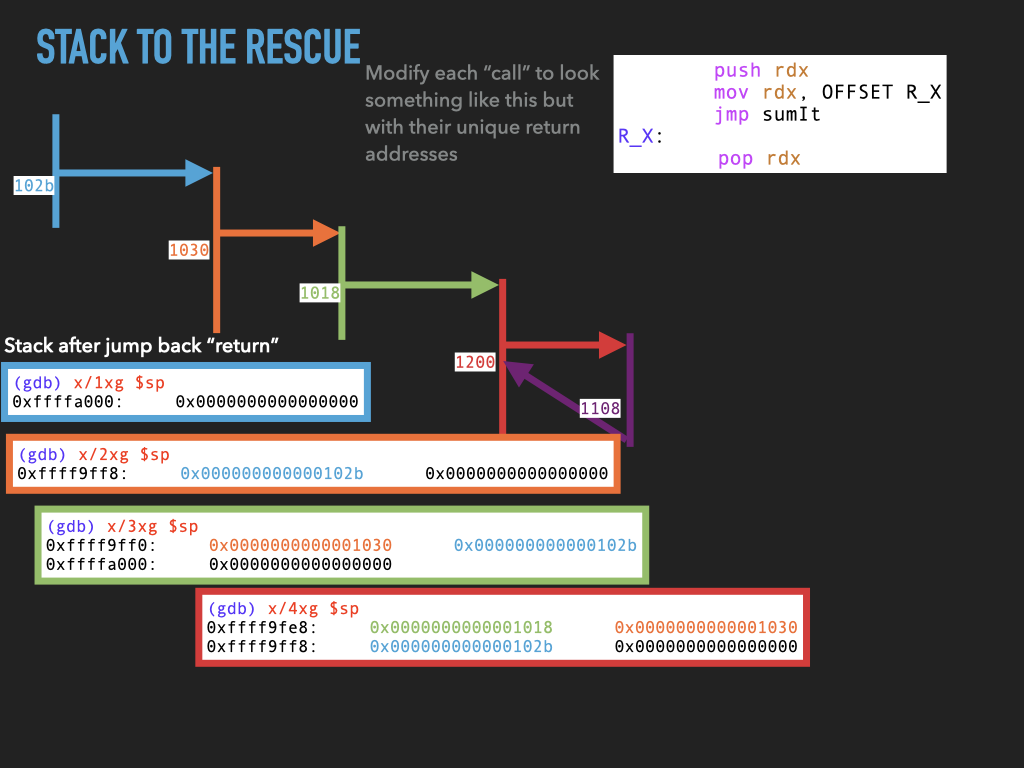 STACK TO THE RESCUE
Modify each “call” to look
something like this but
with their unique return
addresses
push rdx
mov rdx, OFFSET R_X
jmp sumIt
R_X:
pop rdx
102b
1030
1018
1200
1108
Stack after jump back “return”
(gdb) x/1xg $sp
0xffffa000: 0x0000000000000000
(gdb) x/2xg $sp
0xffff9ff8: 0x000000000000102b 0x0000000000000000
(gdb) x/3xg $sp
0xffff9ff0: 0x0000000000001030 0x000000000000102b
0xffffa000: 0x0000000000000000
(gdb) x/4xg $sp
0xffff9fe8: 0x0000000000001018 0x0000000000001030
0xffff9ff8: 0x000000000000102b 0x0000000000000000